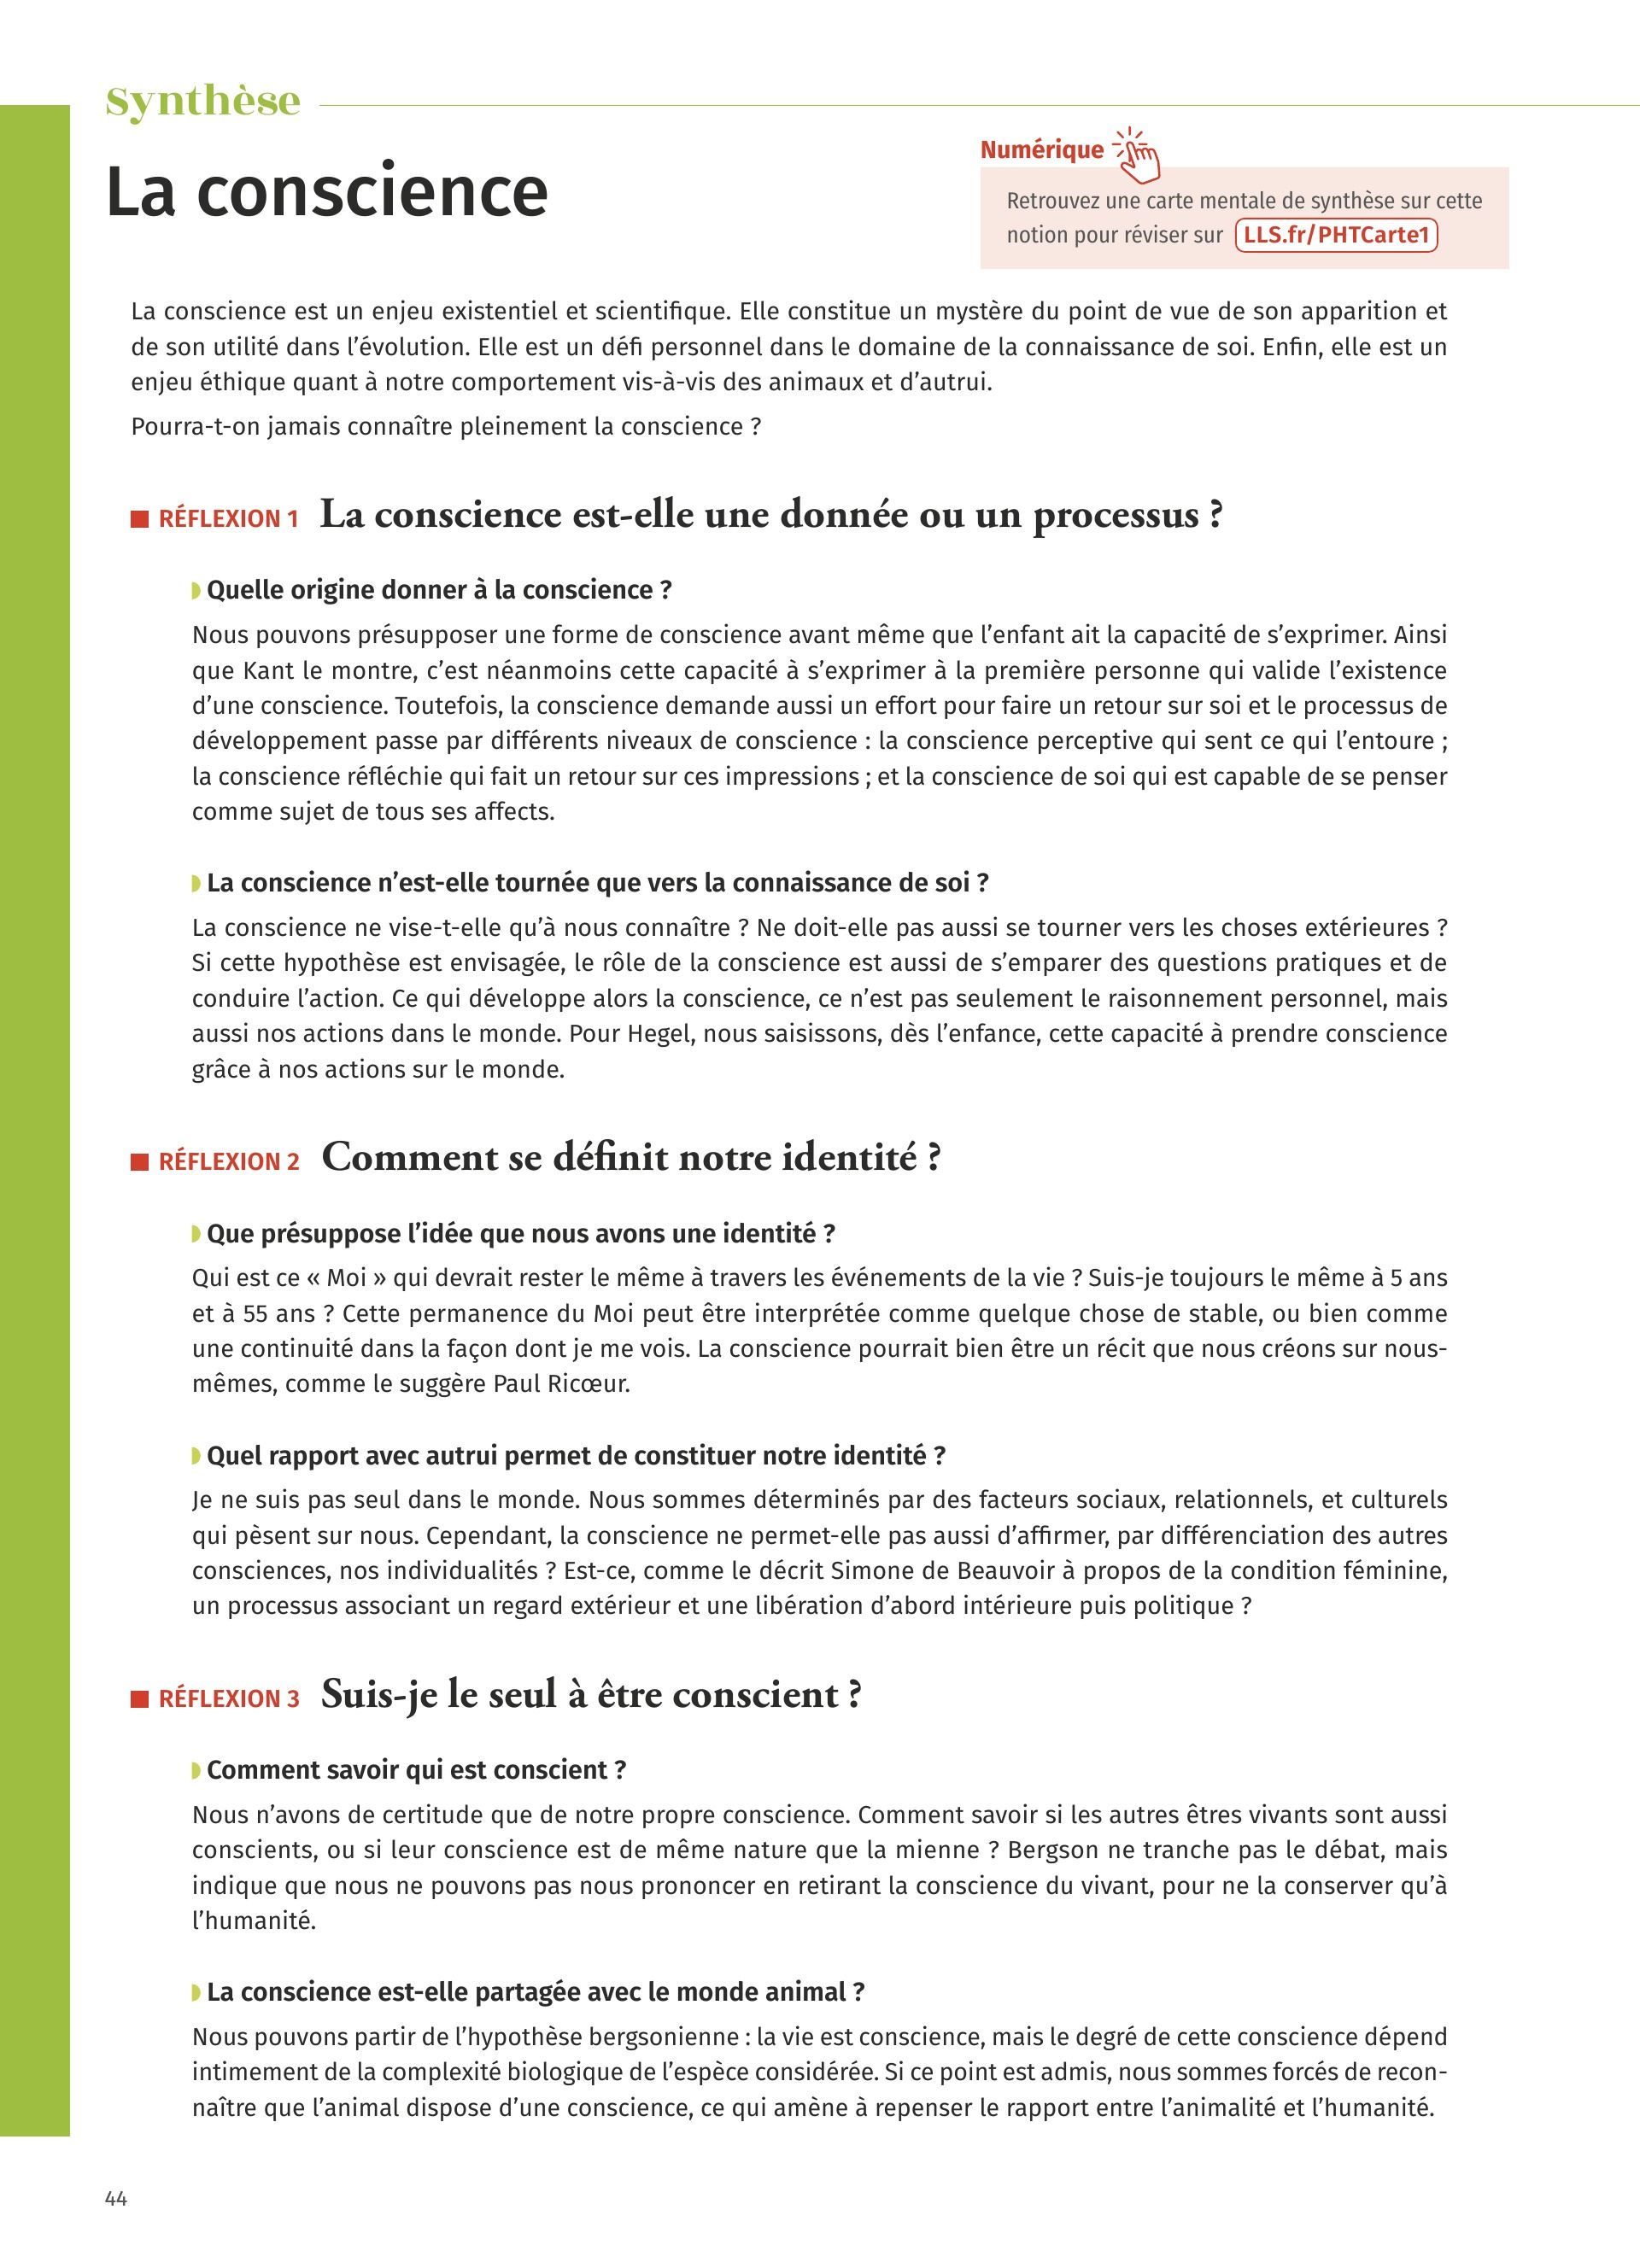 Synthèse
La conscience
Numérique
Retrouvez une carte mentale de synthèse sur cette
notion pour réviser sur LLS.fr/PHTCarte1
La conscience est un enjeu existentiel et scientifique. Elle constitue un mystère du point de vue de son apparition et
de son utilité dans l’évolution. Elle est un défi personnel dans le domaine de la connaissance de soi. Enfin, elle est un
enjeu éthique quant à notre comportement vis-à-vis des animaux et d’autrui.
Pourra-t-on jamais connaître pleinement la conscience ?
RÉFLEXION 1 La conscience est-elle une donnée ou un processus ?
Quelle origine donner à la conscience ?
Nous pouvons présupposer une forme de conscience avant même que l’enfant ait la capacité de s’exprimer. Ainsi
que Kant le montre, c’est néanmoins cette capacité à s’exprimer à la première personne qui valide l’existence
d’une conscience. Toutefois, la conscience demande aussi un effort pour faire un retour sur soi et le processus de
développement passe par différents niveaux de conscience : la conscience perceptive qui sent ce qui l’entoure ;
la conscience réfléchie qui fait un retour sur ces impressions ; et la conscience de soi qui est capable de se penser
comme sujet de tous ses affects.
La conscience n’est-elle tournée que vers la connaissance de soi ?
La conscience ne vise-t-elle qu’à nous connaître ? Ne doit-elle pas aussi se tourner vers les choses extérieures ?
Si cette hypothèse est envisagée, le rôle de la conscience est aussi de s’emparer des questions pratiques et de
conduire l’action. Ce qui développe alors la conscience, ce n’est pas seulement le raisonnement personnel, mais
aussi nos actions dans le monde. Pour Hegel, nous saisissons, dès l’enfance, cette capacité à prendre conscience
grâce à nos actions sur le monde.
RÉFLEXION 2 Comment se définit notre identité ?
Que présuppose l’idée que nous avons une identité ?
Qui est ce « Moi » qui devrait rester le même à travers les événements de la vie ? Suis-je toujours le même à 5 ans
et à 55 ans ? Cette permanence du Moi peut être interprétée comme quelque chose de stable, ou bien comme
une continuité dans la façon dont je me vois. La conscience pourrait bien être un récit que nous créons sur nous-
mêmes, comme le suggère Paul Ricœur.
Quel rapport avec autrui permet de constituer notre identité ?
Je ne suis pas seul dans le monde. Nous sommes déterminés par des facteurs sociaux, relationnels, et culturels
qui pèsent sur nous. Cependant, la conscience ne permet-elle pas aussi d’affirmer, par différenciation des autres
consciences, nos individualités ? Est-ce, comme le décrit Simone de Beauvoir à propos de la condition féminine,
un processus associant un regard extérieur et une libération d’abord intérieure puis politique ?
RÉFLEXION 3 Suis-je le seul à être conscient ?
Comment savoir qui est conscient ?
Nous n’avons de certitude que de notre propre conscience. Comment savoir si les autres êtres vivants sont aussi
conscients, ou si leur conscience est de même nature que la mienne ? Bergson ne tranche pas le débat, mais
indique que nous ne pouvons pas nous prononcer en retirant la conscience du vivant, pour ne la conserver qu’à
l’humanité.
La conscience est-elle partagée avec le monde animal ?
Nous pouvons partir de l’hypothèse bergsonienne : la vie est conscience, mais le degré de cette conscience dépend
intimement de la complexité biologique de l’espèce considérée. Si ce point est admis, nous sommes forcés de recon-
naître que l’animal dispose d’une conscience, ce qui amène à repenser le rapport entre l’animalité et l’humanité.
44